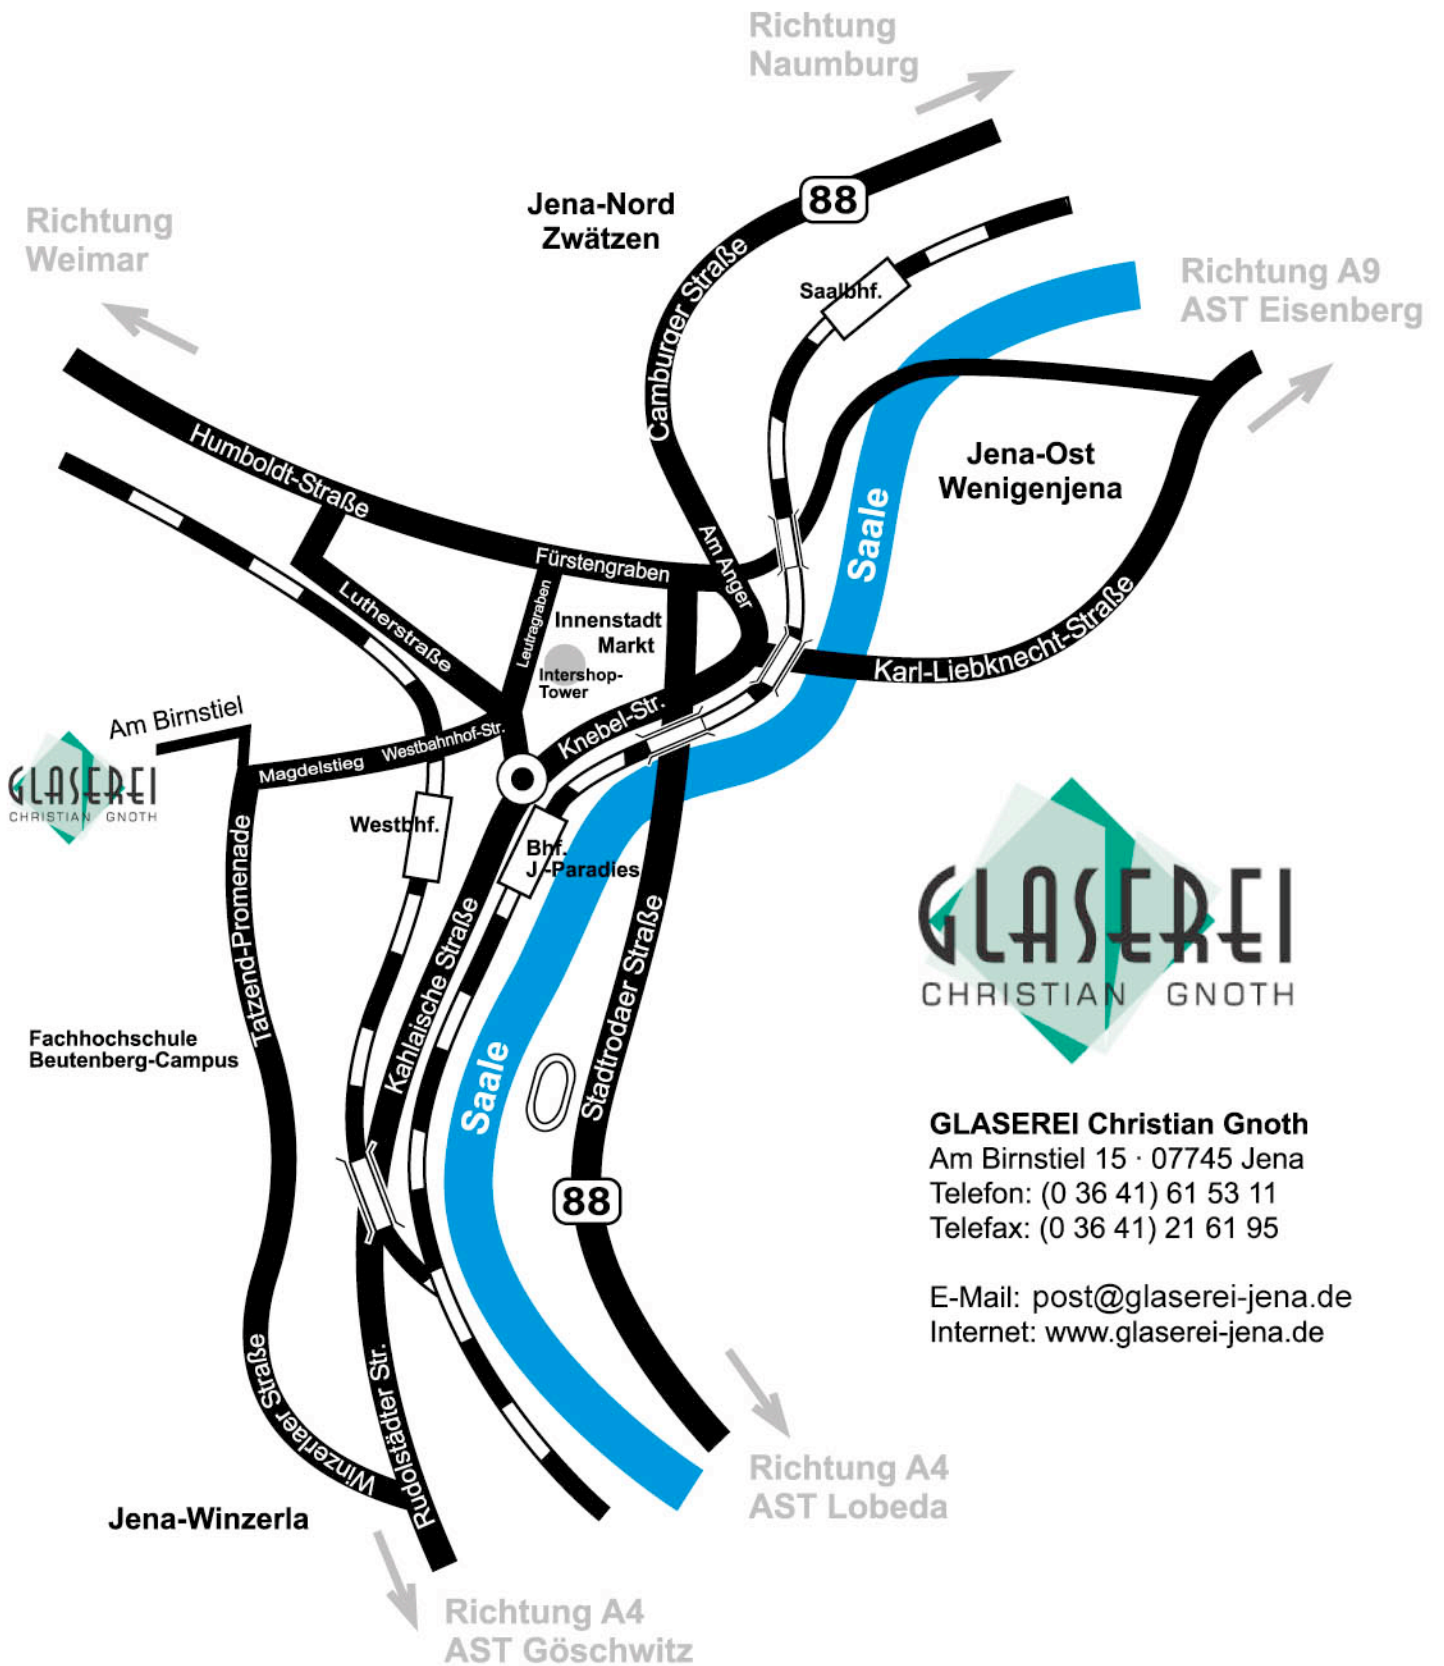 Richtung
Naumburg
88
Jena-Nord
Zwätzen
Richtung
Weimar
Camburger Straße
Saalbhf.
Richtung A9
AST Eisenberg
Humboldt-Straße
Jena-Ost
Wenigenjena
Saale
Am Anger
Fürstengraben
Leutragraben
Lutherstraße
Innenstadt
Markt
Intershop-
Tower
Karl-Liebknecht-Straße
Knebel-Str.
Am Birnstiel
Westbahnhof-Str.
Magdelstieg
GLASEREI
CHRISTIAN GNOTH
Westbhf.
Bhf.
J.-Paradies
Tatzend-Promenade
Kahlaische Straße
Stadtrodaer Straße
GLASEREI
CHRISTIAN GNOTH
Fachhochschule
Beutenberg-Campus
Saale
88
GLASEREI Christian Gnoth
Am Birnstiel 15 · 07745 Jena
Telefon: (0 36 41) 61 53 11
Telefax: (0 36 41) 21 61 95
E-Mail: post@glaserei-jena.de
Internet: www.glaserei-jena.de
Winzerlaer Straße
Rudolstädter Str.
Richtung A4
AST Lobeda
Jena-Winzerla
Richtung A4
AST Göschwitz